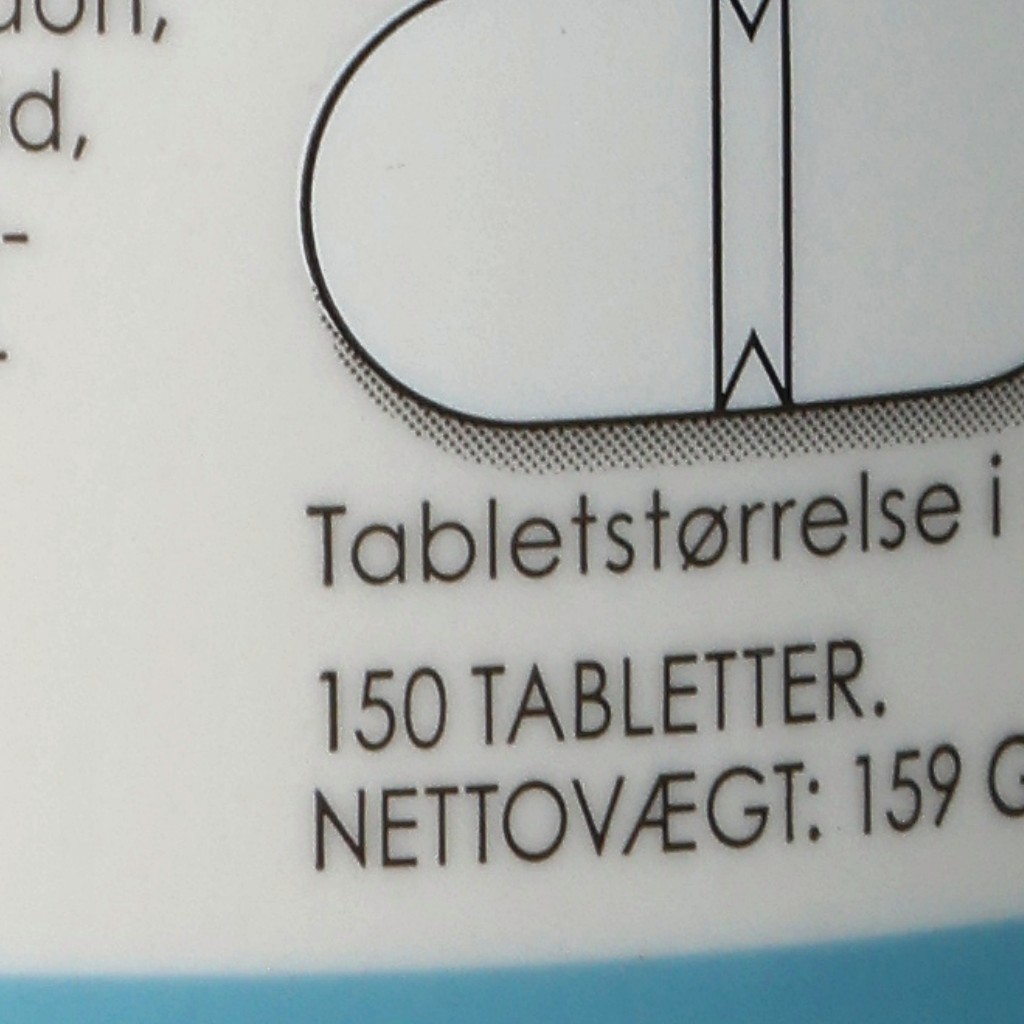 Tabletstørrelse i
150 TABLETTER.
NETTOVÆGT: 159 G